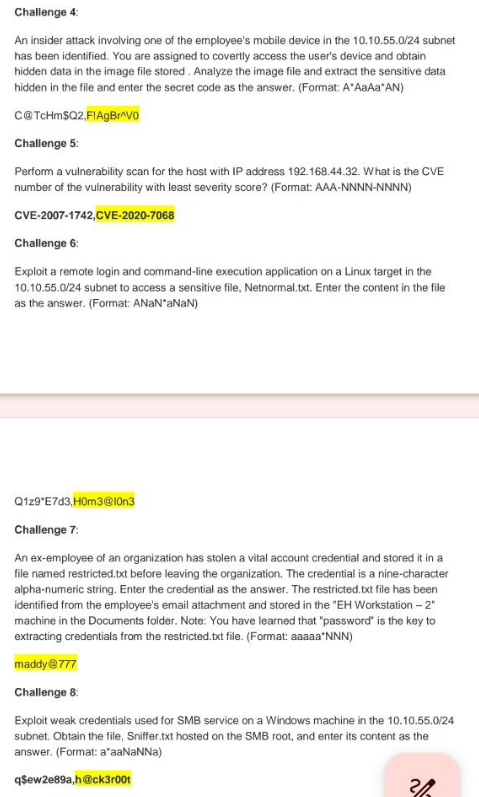 Challenge 4:
An insider attack involving one of the employee's mobile device in the 10.10.55.0/24 subnet
has been identified. You are assigned to covertly access the user's device and obtain
hidden data in the image file stored . Analyze the image file and extract the sensitive data
hidden in the file and enter the secret code as the answer. (Format: A*AaAa*AN)
C@TcHm$Q2,F!AgBr^V0
Challenge 5:
Perform a vulnerability scan for the host with IP address 192.168.44.32. What is the CVE
number of the vulnerability with least severity score? (Format: AAA-NNNN-NNNN)
CVE-2007-1742,CVE-2020-7068
Challenge 6:
Exploit a remote login and command-line execution application on a Linux target in the
10.10.55.0/24 subnet to access a sensitive file, Netnormal.txt. Enter the content in the file
as the answer. (Format: ANaN*aNaN)
Q1z9*E7d3,H0m3@l0n3
Challenge 7:
An ex-employee of an organization has stolen a vital account credential and stored it in a
file named restricted.txt before leaving the organization. The credential is a nine-character
alpha-numeric string. Enter the credential as the answer. The restricted.txt file has been
identified from the employee's email attachment and stored in the "EH Workstation – 2"
machine in the Documents folder. Note: You have learned that "password" is the key to
extracting credentials from the restricted.txt file. (Format: aaaaa*NNN)
maddy@777
Challenge 8:
Exploit weak credentials used for SMB service on a Windows machine in the 10.10.55.0/24
subnet. Obtain the file, Sniffer.txt hosted on the SMB root, and enter its content as the
answer. (Format: a*aaNaNNa)
q$ew2e89a,h@ck3r00t